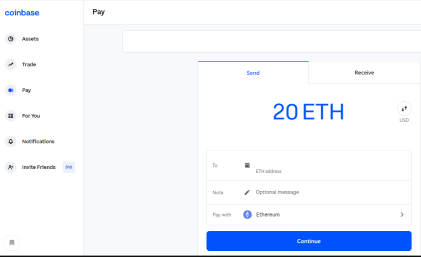 coinbase
Pay
Assets
Trade
Pay
For You
Notifications
Invite Friends
Send
Receive
20 ETH
USD
To
ETH address
Note
Optional message
Pay with
Ethereum
Continue